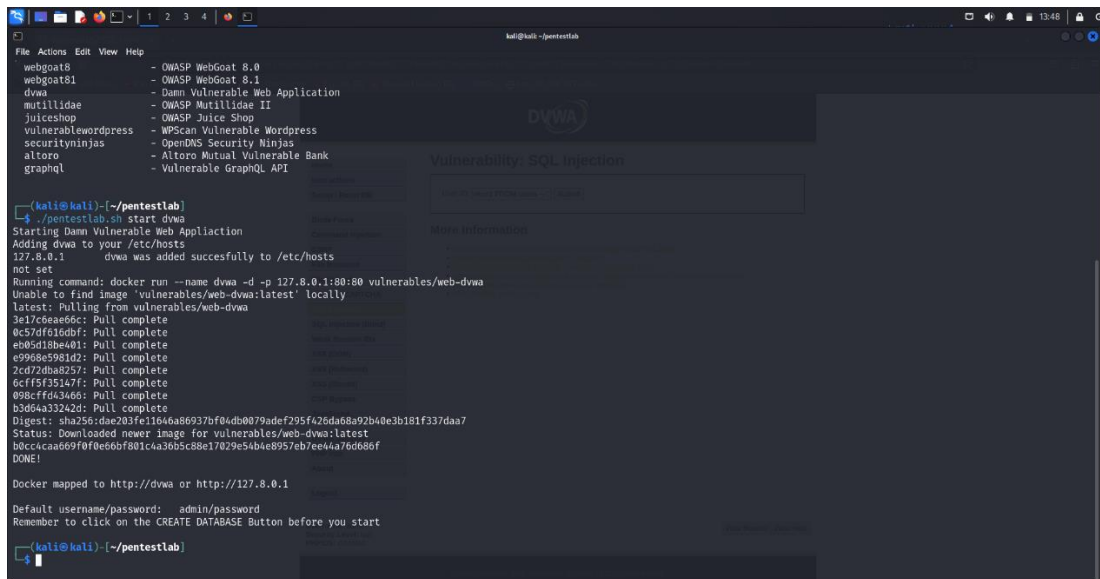 1 2 3 4
13:48
kali@kali: ~/pentestlab
File Actions Edit View Help
webgoat8 - OWASP WebGoat 8.0
webgoat81 - OWASP WebGoat 8.1
dvwa - Damn Vulnerable Web Application
mutillidae - OWASP Mutillidae II
juiceshop - OWASP Juice Shop
vulnerablewordpress - WPScan Vulnerable Wordpress
securityninjas - OpenDNS Security Ninjas
altoro - Altoro Mutual Vulnerable Bank
graphql - Vulnerable GraphQL API
(kali㉿kali)-[~/pentestlab]
$ ./pentestlab.sh start dvwa
Starting Damn Vulnerable Web Appliaction
Adding dvwa to your /etc/hosts
127.8.0.1 dvwa was added succesfully to /etc/hosts
not set
Running command: docker run --name dvwa -d -p 127.8.0.1:80:80 vulnerables/web-dvwa
Unable to find image 'vulnerables/web-dvwa:latest' locally
latest: Pulling from vulnerables/web-dvwa
3e17c6eae66c: Pull complete
0c57df616dbf: Pull complete
eb05d18be401: Pull complete
e9968e5981d2: Pull complete
2cd72dba8257: Pull complete
6cff5f35147f: Pull complete
098cffd43466: Pull complete
b3d64a33242d: Pull complete
Digest: sha256:dae203fe11646a86937bf04db0079adef295f426da68a92b40e3b181f337daa7
Status: Downloaded newer image for vulnerables/web-dvwa:latest
b0cc4caa669f0f0e66bf801c4a36b5c88e17029e54b4e8957eb7ee44a76d686f
DONE!
Docker mapped to http://dvwa or http://127.8.0.1
Default username/password: admin/password
Remember to click on the CREATE DATABASE Button before you start
(kali㉿kali)-[~/pentestlab]
$
DVWA
Vulnerability: SQL Injection
More Information